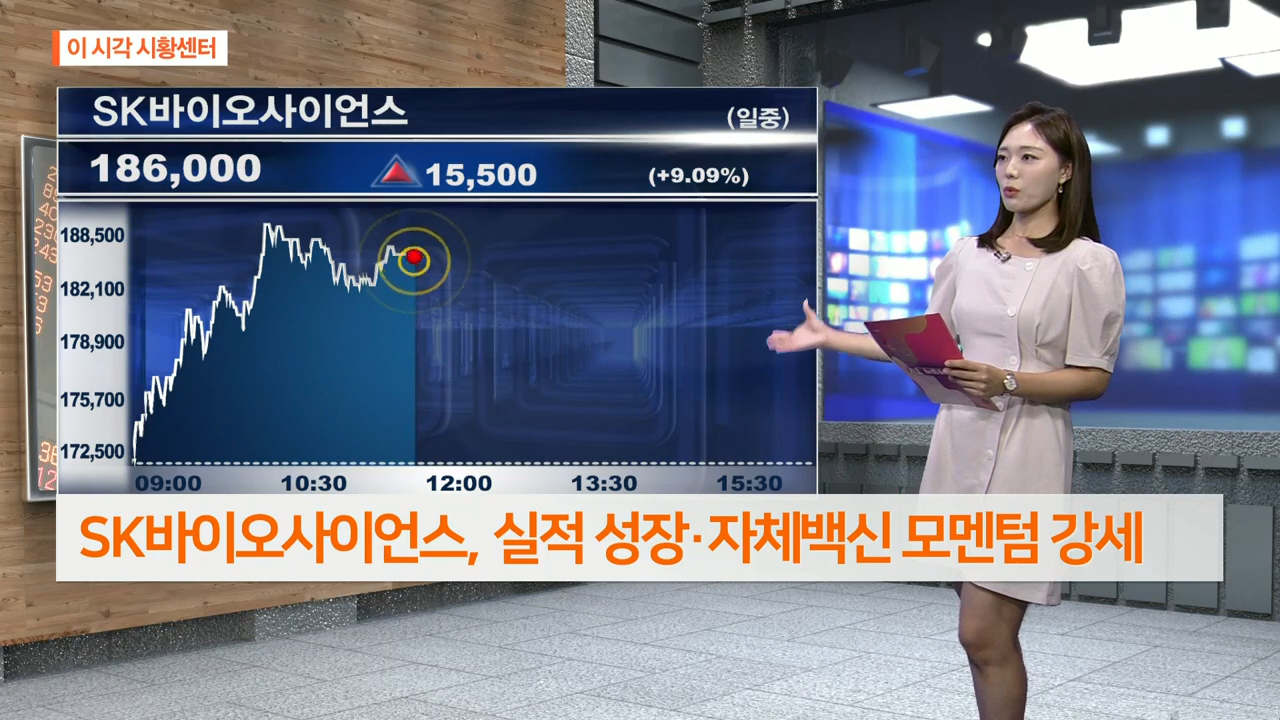 이 시각 시황센터
SK바이오사이언스
(일중)
186,000 15,500 (+9.09%)
188,500
182,100
178,900
175,700
172,500
09:00 10:30 12:00 13:30 15:30
SK바이오사이언스, 실적 성장·자체백신 모멘텀 강세